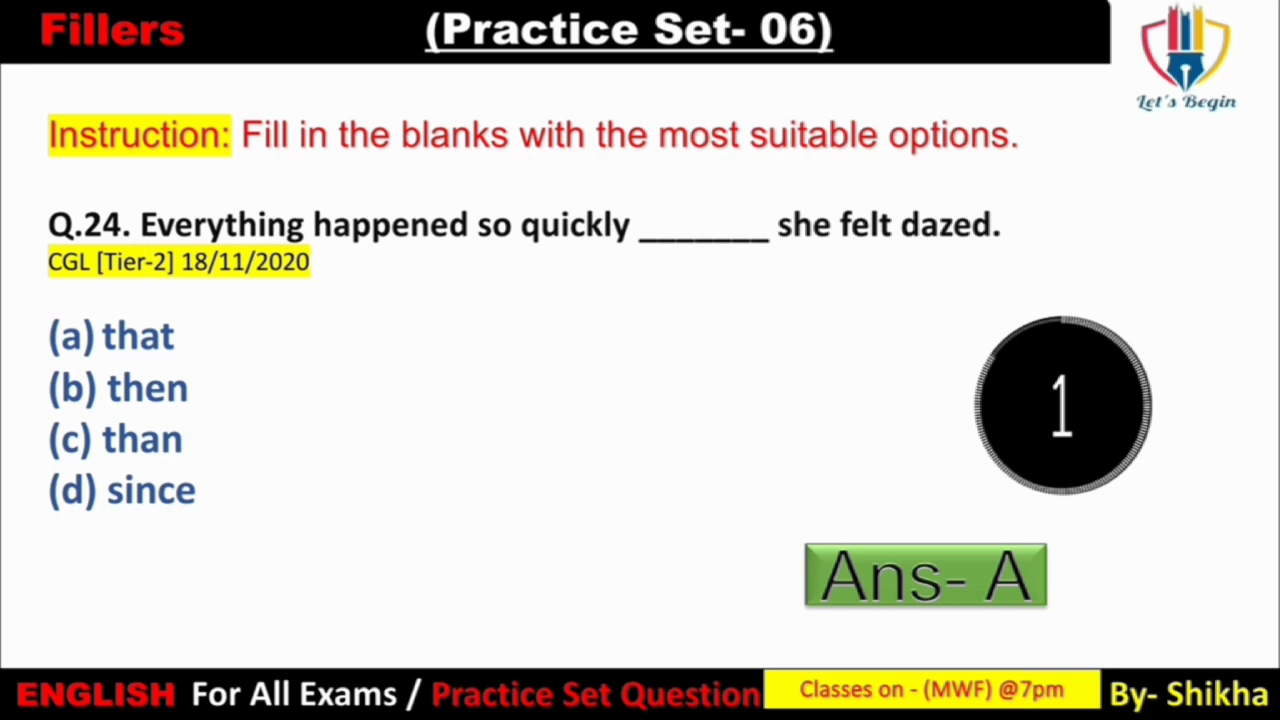 Fillers
(Practice Set- 06)
Let's Begin
Instruction: Fill in the blanks with the most suitable options.
Q.24. Everything happened so quickly _______ she felt dazed.
CGL [Tier-2] 18/11/2020
(a) that
(b) then
(c) than
(d) since
1
Ans- A
ENGLISH For All Exams / Practice Set Question
Classes on - (MWF) @7pm
By- Shikha